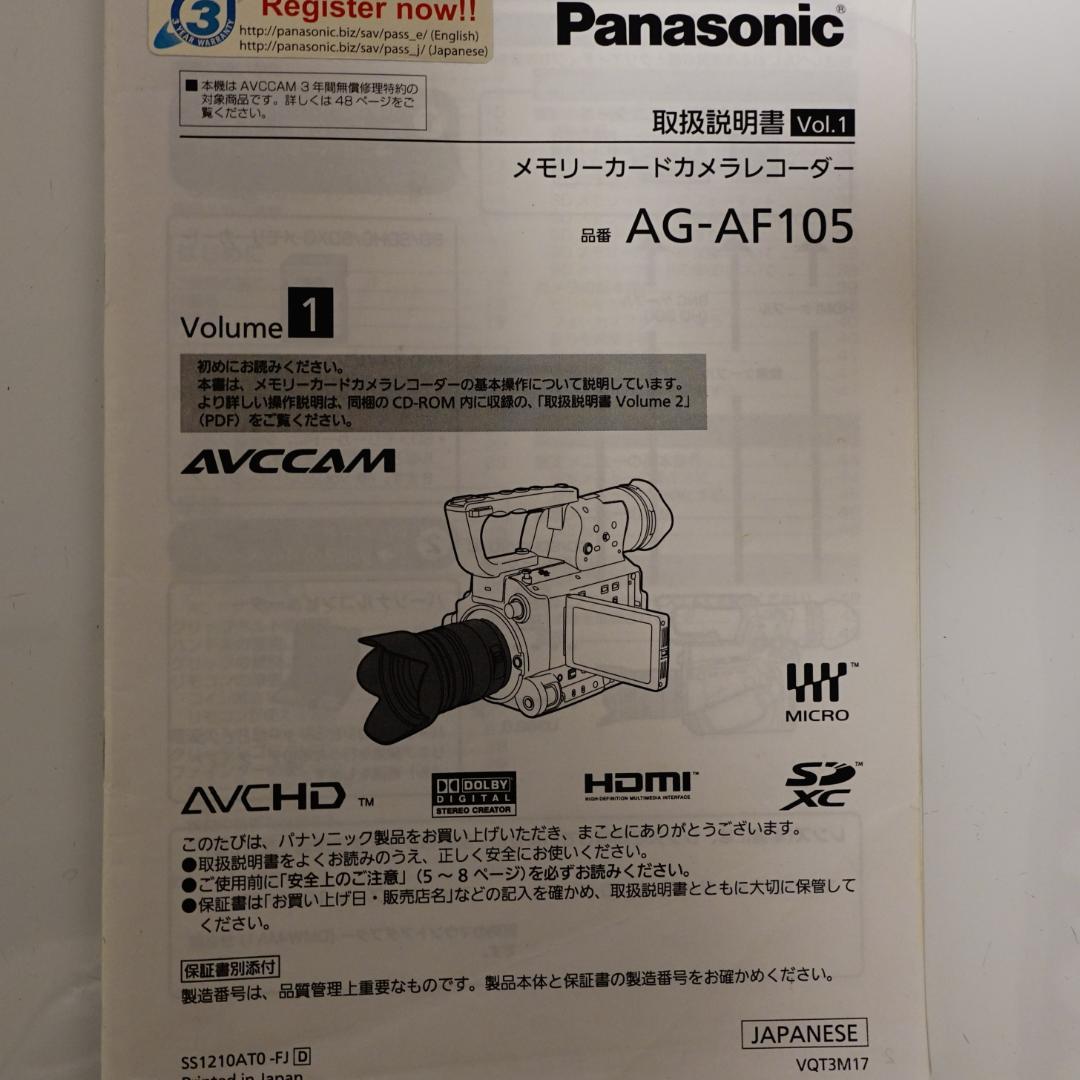 3
3 YEAR WARRANTY
Register now!!
http://panasonic.biz/sav/pass_e/ (English)
http://panasonic.biz/sav/pass_j/ (Japanese)
Panasonic®
■本機は AVCCAM 3 年間無償修理特約の
対象商品です。詳しくは 48 ページをご
覧ください。
取扱説明書 Vol.1
メモリーカードカメラレコーダー
品番 AG-AF105
Volume 1
初めにお読みください。
本書は、メモリーカードカメラレコーダーの基本操作について説明しています。
より詳しい操作説明は、同梱の CD-ROM 内に収録の、「取扱説明書 Volume 2」
（PDF）をご覧ください。
AVCCAM
™
MICRO
AVCHD ™
DOLBY
DIGITAL
STEREO CREATOR
HDMI™
HIGH-DEFINITION MULTIMEDIA INTERFACE
SD™
XC
このたびは、パナソニック製品をお買い上げいただき、まことにありがとうございます。
●取扱説明書をよくお読みのうえ、正しく安全にお使いください。
●ご使用前に「安全上のご注意」（5 ～ 8 ページ）を必ずお読みください。
●保証書は「お買い上げ日・販売店名」などの記入を確かめ、取扱説明書とともに大切に保管して
ください。
保証書別添付
製造番号は、品質管理上重要なものです。製品本体と保証書の製造番号をお確かめください。
JAPANESE
SS1210AT0 -FJ D
VQT3M17
Printed in Japan